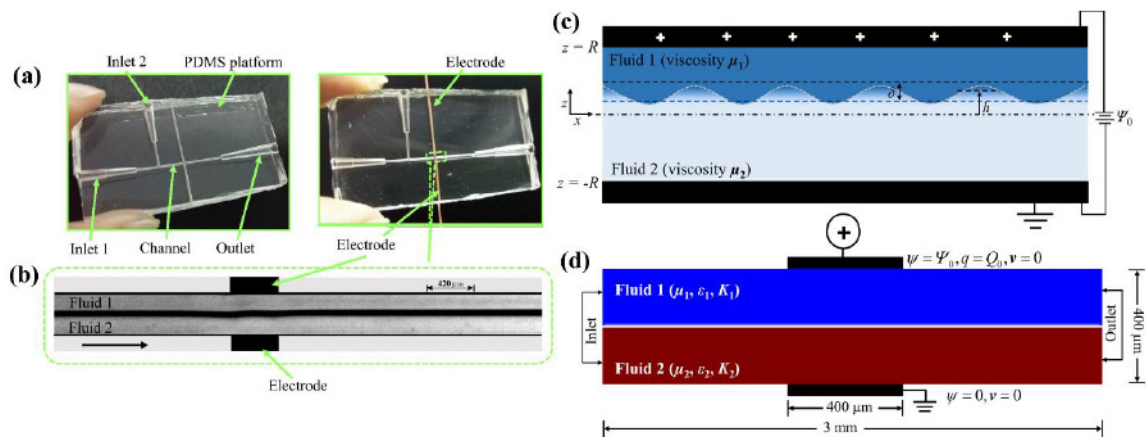 (a)
Inlet 2
PDMS platform
Electrode
Inlet 1
Channel
Outlet
Electrode
(b)
420 μm
Fluid 1
Fluid 2
Electrode
(c)
z = R
Fluid 1 (viscosity μ1)
δ
z
x
h
Ψ0
Fluid 2 (viscosity μ2)
z = -R
(d)
ψ = Ψ0, q = Q0, v = 0
Fluid 1 (μ1, ε1, K1)
Inlet
Outlet
400 μm
Fluid 2 (μ2, ε2, K2)
400 μm
ψ = 0, v = 0
3 mm